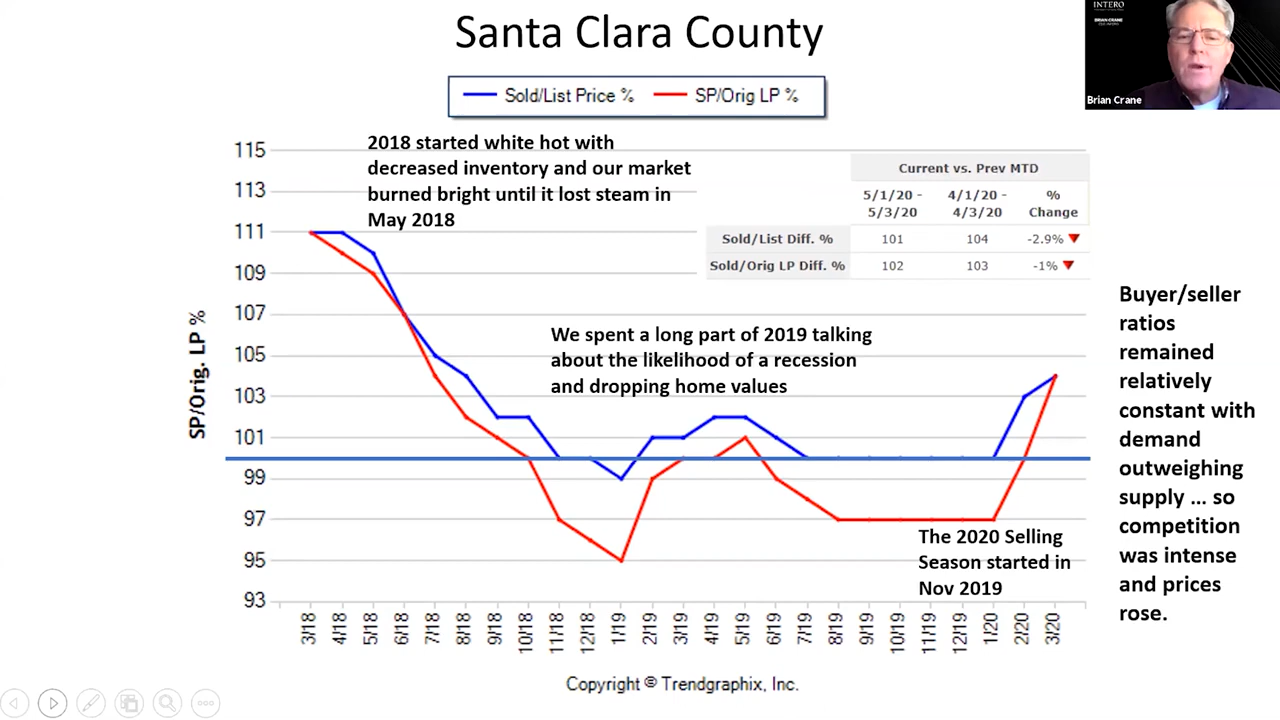 Santa Clara County
INTERO
BRIAN CRANE
Brian Crane
Sold/List Price %
SP/Orig LP %
2018 started white hot with
decreased inventory and our market
burned bright until it lost steam in
May 2018
Current vs. Prev MTD
5/1/20 - 4/1/20 - %
5/3/20 4/3/20 Change
Sold/List Diff. % 101 104 -2.9%
Sold/Orig LP Diff. % 102 103 -1%
We spent a long part of 2019 talking
about the likelihood of a recession
and dropping home values
Buyer/seller
ratios
remained
relatively
constant with
demand
outweighing
supply ... so
competition
was intense
and prices
rose.
The 2020 Selling
Season started in
Nov 2019
SP/Orig. LP %
115
113
111
109
107
105
103
101
99
97
95
93
3/18 4/18 5/18 6/18 7/18 8/18 9/18 10/18 11/18 12/18 1/19 2/19 3/19 4/19 5/19 6/19 7/19 8/19 9/19 10/19 11/19 12/19 1/20 2/20 3/20
Copyright © Trendgraphix, Inc.